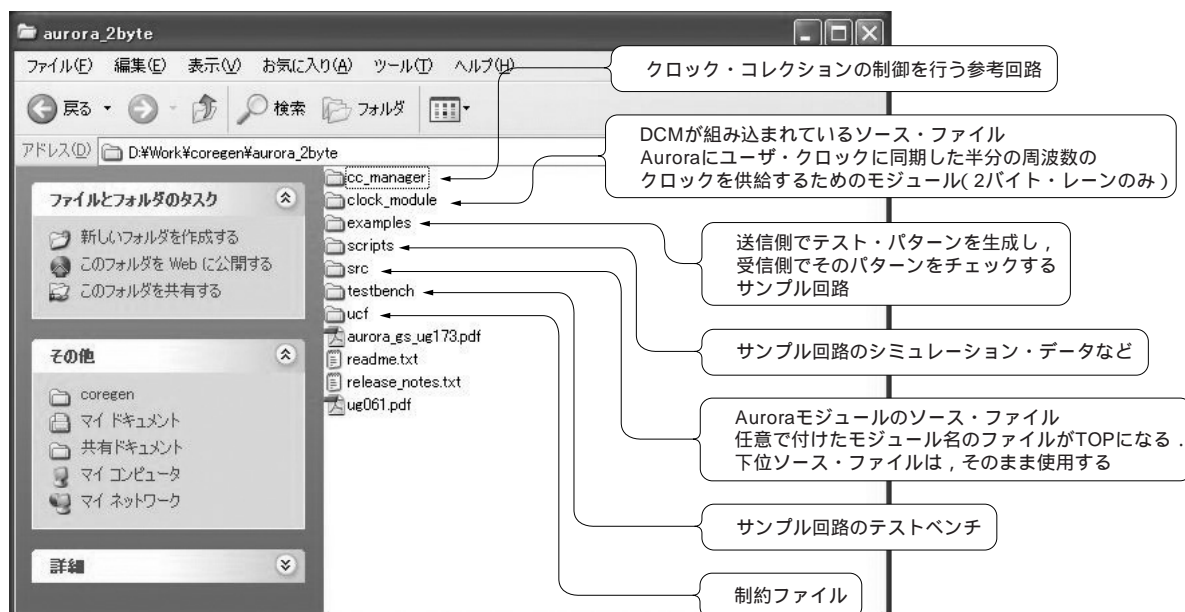 aurora_2byte
ファイル(F) 編集(E) 表示(V) お気に入り(A) ツール(T) ヘルプ(H)
戻る 検索 フォルダ
アドレス(D) D:¥Work¥coregen¥aurora_2byte
ファイルとフォルダのタスク
新しいフォルダを作成する
このフォルダを Web に公開する
このフォルダを共有する
その他
coregen
マイ ドキュメント
共有ドキュメント
マイ コンピュータ
マイ ネットワーク
詳細
cc_manager
clock_module
examples
scripts
src
testbench
ucf
aurora_gs_ug173.pdf
readme.txt
release_notes.txt
ug061.pdf
クロック・コレクションの制御を行う参考回路
DCMが組み込まれているソース・ファイル
Auroraにユーザ・クロックに同期した半分の周波数の
クロックを供給するためのモジュール(2バイト・レーンのみ)
送信側でテスト・パターンを生成し，
受信側でそのパターンをチェックする
サンプル回路
サンプル回路のシミュレーション・データなど
Auroraモジュールのソース・ファイル
任意で付けたモジュール名のファイルがTOPになる．
下位ソース・ファイルは，そのまま使用する
サンプル回路のテストベンチ
制約ファイル